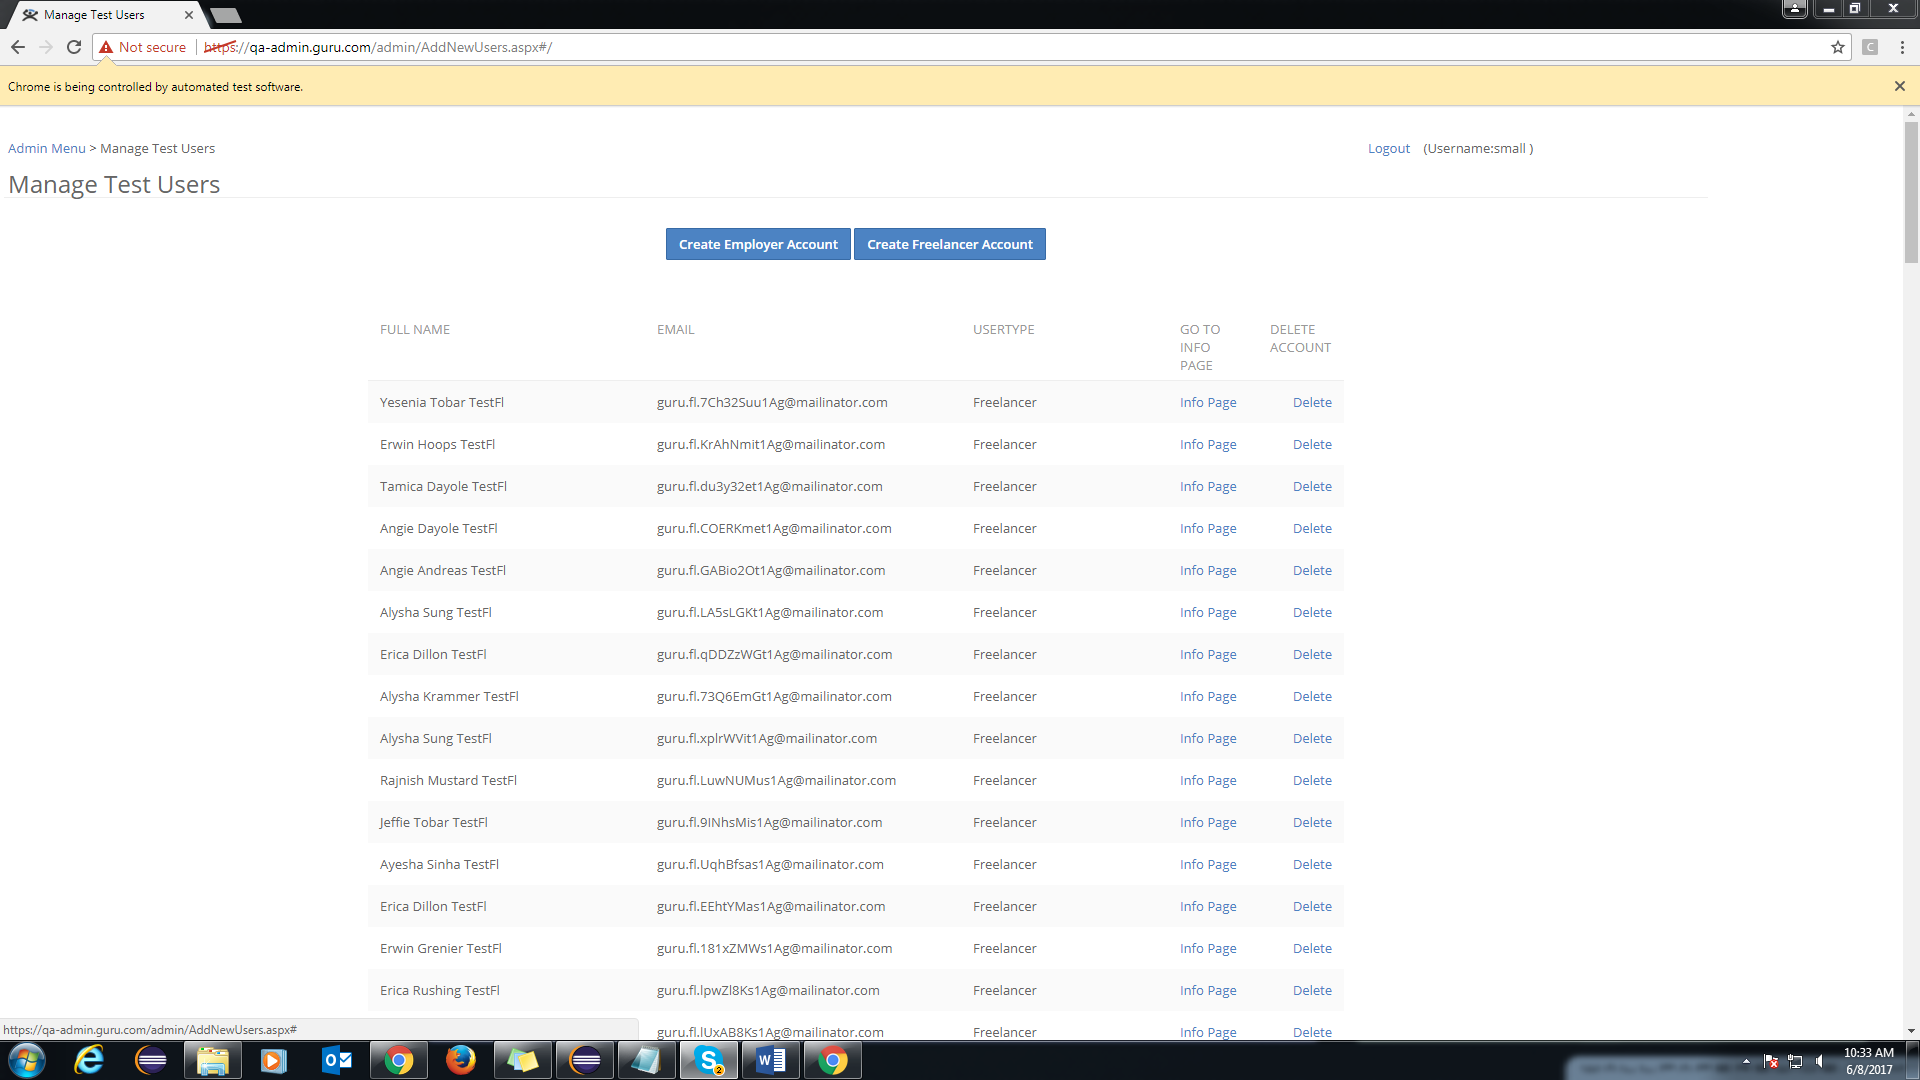 Manage Test Users
Not secure https://qa-admin.guru.com/admin/AddNewUsers.aspx#/
C
Chrome is being controlled by automated test software.
Admin Menu > Manage Test Users
Logout (Username:small )
Manage Test Users
Create Employer Account Create Freelancer Account
FULL NAME EMAIL USERTYPE GO TO INFO PAGE DELETE ACCOUNT
Yesenia Tobar TestFl guru.fl.7Ch32Suu1Ag@mailinator.com Freelancer Info Page Delete
Erwin Hoops TestFl guru.fl.KrAhNmit1Ag@mailinator.com Freelancer Info Page Delete
Tamica Dayole TestFl guru.fl.du3y32et1Ag@mailinator.com Freelancer Info Page Delete
Angie Dayole TestFl guru.fl.COERKmet1Ag@mailinator.com Freelancer Info Page Delete
Angie Andreas TestFl guru.fl.GABio2Ot1Ag@mailinator.com Freelancer Info Page Delete
Alysha Sung TestFl guru.fl.LA5sLGKt1Ag@mailinator.com Freelancer Info Page Delete
Erica Dillon TestFl guru.fl.qDDZzWGt1Ag@mailinator.com Freelancer Info Page Delete
Alysha Krammer TestFl guru.fl.73Q6EmGt1Ag@mailinator.com Freelancer Info Page Delete
Alysha Sung TestFl guru.fl.xplrWVit1Ag@mailinator.com Freelancer Info Page Delete
Rajnish Mustard TestFl guru.fl.LuwNUMus1Ag@mailinator.com Freelancer Info Page Delete
Jeffie Tobar TestFl guru.fl.9INhsMis1Ag@mailinator.com Freelancer Info Page Delete
Ayesha Sinha TestFl guru.fl.UqhBfsas1Ag@mailinator.com Freelancer Info Page Delete
Erica Dillon TestFl guru.fl.EEhtYMas1Ag@mailinator.com Freelancer Info Page Delete
Erwin Grenier TestFl guru.fl.181xZMWs1Ag@mailinator.com Freelancer Info Page Delete
Erica Rushing TestFl guru.fl.lpwZl8Ks1Ag@mailinator.com Freelancer Info Page Delete
guru.fl.lUxAB8Ks1Ag@mailinator.com Freelancer Info Page Delete
https://qa-admin.guru.com/admin/AddNewUsers.aspx#
2
10:33 AM
6/8/2017